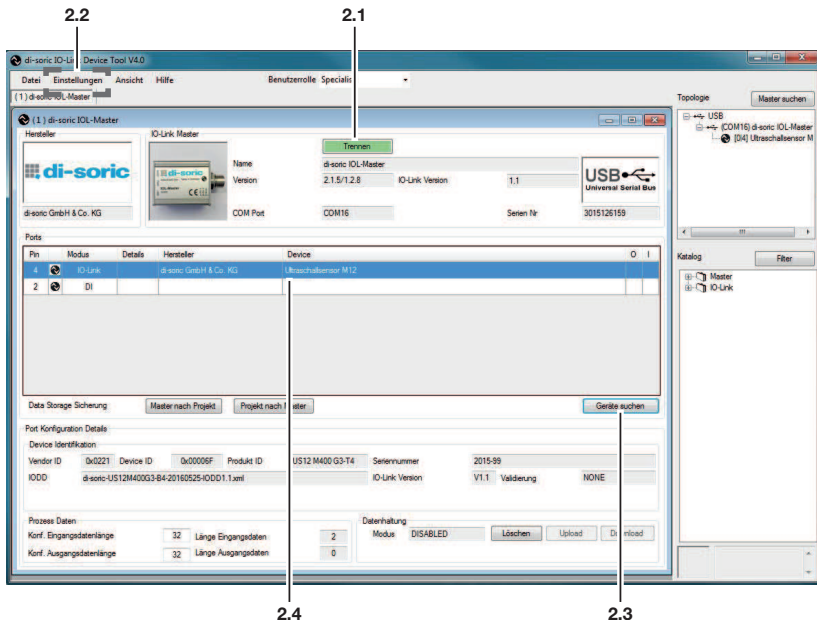 2.2 2.1
di-soric IO-Link Device Tool V4.0
Datei Einstellungen Ansicht Hilfe Benutzerrolle Specialist
(1) di-soric IOL-Master
Topologie Master suchen
(1) di-soric IOL-Master
USB
(COM16) di-soric IOL-Master
[0/4] Ultraschallsensor M
Hersteller IO-Link Master
Trennen
di-soric
di-soric
Name di-soric IOL-Master
Version 2.1.5/1.2.8 IO-Link Version 1.1
USB
Universal Serial Bus
di-soric GmbH & Co. KG COM Port COM16 Serien Nr 3015126159
Ports
Pin Modus Details Hersteller Device O I
4 IO-Link di-soric GmbH & Co. KG Ultraschallsensor M12
2 DI
Katalog Filter
Master
IO-Link
Data Storage Sicherung Master nach Projekt Projekt nach Master Geräte suchen
Port Konfiguration Details
Device Identifikation
Vendor ID 0x0221 Device ID 0x00006F Produkt ID US12 M400 G3-T4 Seriennummer 2015-99
IODD di-soric-US12M400G3-B4-20160525-IODD1.1.xml IO-Link Version V1.1 Validierung NONE
Prozess Daten Datenhaltung
Konf. Eingangsdatenlänge 32 Länge Eingangsdaten 2 Modus DISABLED Löschen Upload Download
Konf. Ausgangsdatenlänge 32 Länge Ausgangsdaten 0
2.4 2.3